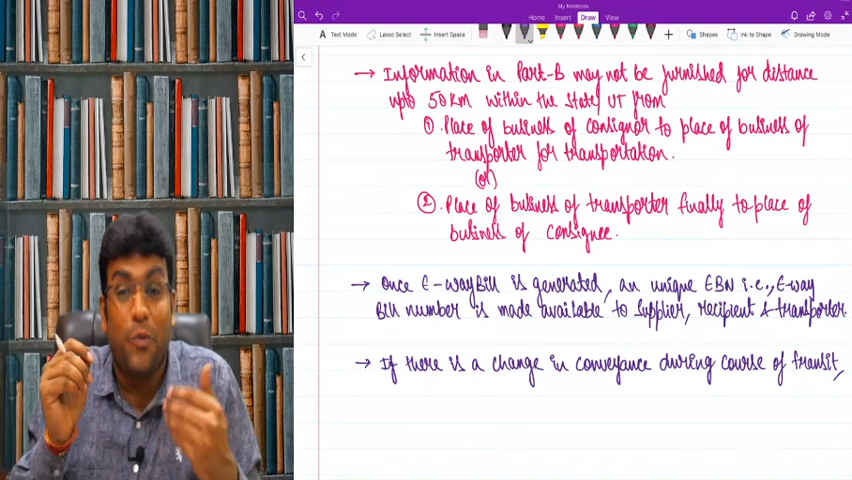 My Notebook
Home Insert Draw View
Text Mode Lasso Select Insert Space Shapes Ink to Shape Drawing Mode
→ Information in Part-B may not be furnished for distance
upto 50Km within the state/UT from
① Place of business of consignor to place of business of
transporter for transportation.
(or)
② Place of business of transporter finally to place of
business of consignee.
→ Once E-way Bill is generated, an unique EBN i.e., E-way
Bill number is made available to supplier, recipient & transporter.
→ If there is a change in conveyance during course of transit,